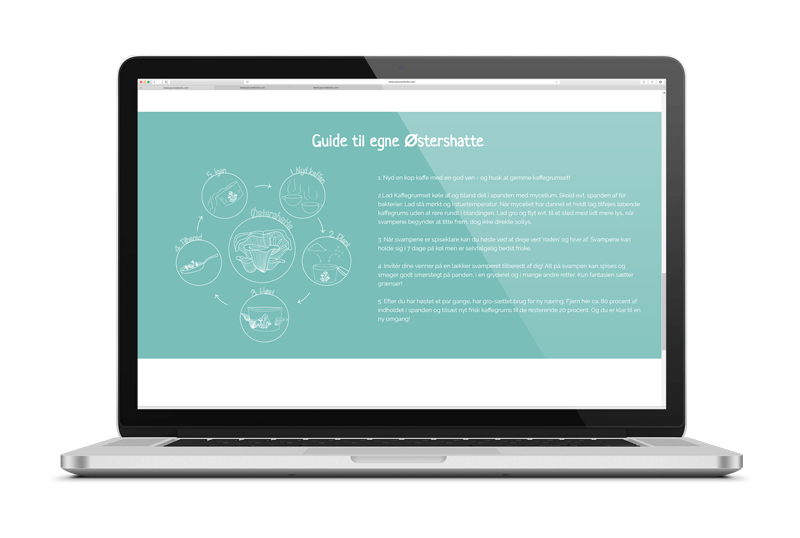 Guide til egne Østershatte
5. Igen
1. Nyd kaffen
Østershatte
4. Tilbered
2. Plant
3. Høst
1. Nyd en kop kaffe med en god ven - og husk at gemme kaffegrumset!
2.Lad Kaffegrumset køle af og bland det i spanden med mycelium. Skold evt. spanden af for
bakterier. Lad stå mørkt og i stuetemperatur. Når myceliet har dannet et hvidt lag tilføjes løbende
kaffegrums uden at røre rundt i blandingen. Lad gro og flyt evt. til et sted med lidt mere lys, når
svampene begynder at titte frem, dog ikke direkte sollys.
3. Når svampene er spiseklare kan du høste ved at dreje ved 'roden' og hive af. Svampene kan
holde sig i 7 dage på køl men er selvfølgelig bedst friske.
4. Invitér dine venner på en lækker svamperet tilberedt af dig! Alt på svampen kan spises og
smager godt smørstegt på panden, i en gryderet og i mange andre retter. Kun fantasien sætter
grænser!
5. Efter du har høstet et par gange, har gro-sættet brug for ny næring. Fjern her ca. 80 procent af
indholdet i spanden og tilsæt nyt frisk kaffegrums til de resterende 20 procent. Og du er klar til en
ny omgang!